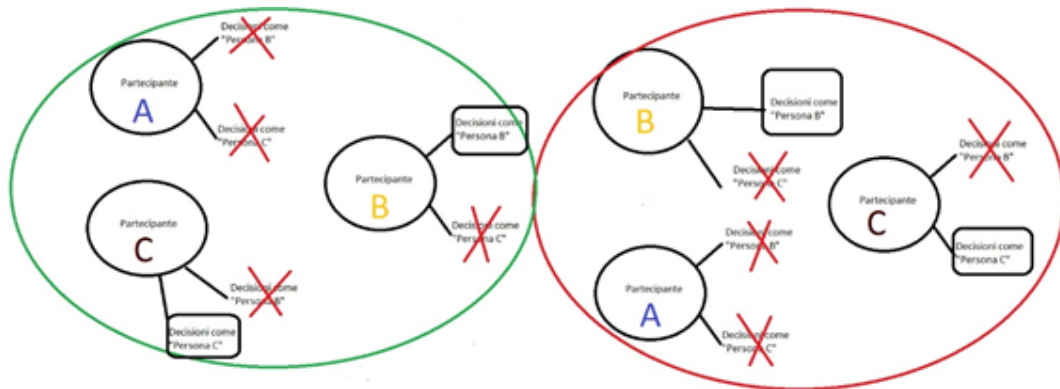 Decisioni come
"Persona B"
Partecipante
A
Decisioni come
"Persona C"
Decisioni come
"Persona B"
Partecipante
B
Decisioni come
"Persona C"
Partecipante
C
Decisioni come
"Persona B"
Decisioni come
"Persona C"
Partecipante
B
Decisioni come
"Persona B"
Decisioni come
"Persona C"
Decisioni come
"Persona B"
Partecipante
C
Decisioni come
"Persona C"
Decisioni come
"Persona B"
Partecipante
A
Decisioni come
"Persona C"